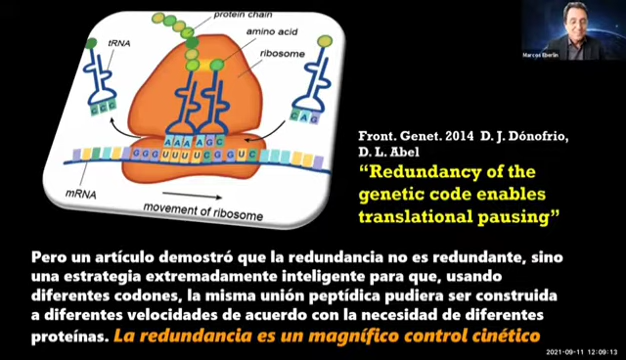 protein chain
amino acid
tRNA
ribosome
Marcos Eberlin
CCC
CAG
AAAAGC
GGGUUUUCGGUC
mRNA
movement of ribosome
Front. Genet. 2014 D. J. Dónofrio,
D. L. Abel
“Redundancy of the
genetic code enables
translational pausing”
Pero un artículo demostró que la redundancia no es redundante, sino
una estrategia extremadamente inteligente para que, usando
diferentes codones, la misma unión peptídica pudiera ser construida
a diferentes velocidades de acuerdo con la necesidad de diferentes
proteínas. La redundancia es un magnífico control cinético
2021-09-11 12:09:13